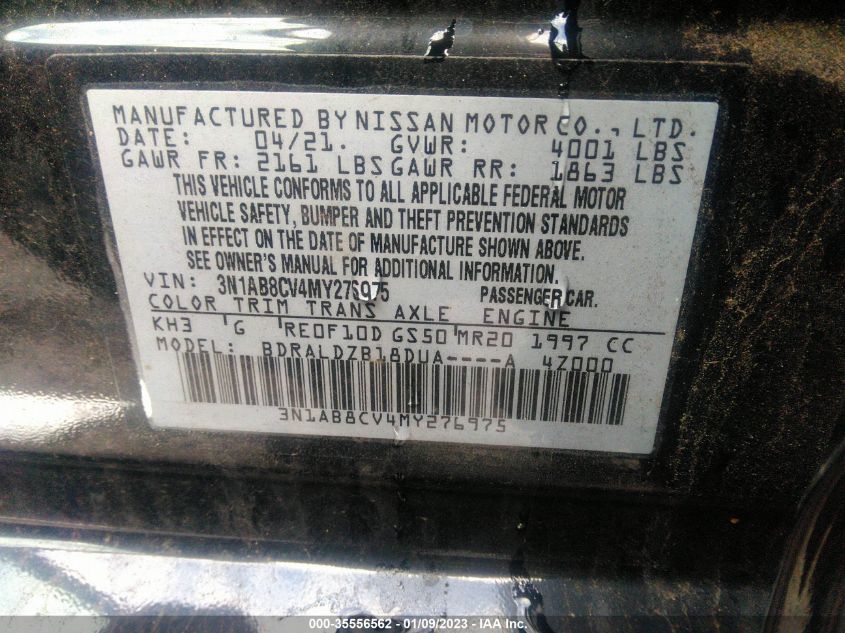 MANUFACTURED BY NISSAN MOTOR CO., LTD.
DATE: 04/21. GVWR: 4001 LBS
GAWR FR: 2161 LBS GAWR RR: 1863 LBS
THIS VEHICLE CONFORMS TO ALL APPLICABLE FEDERAL MOTOR
VEHICLE SAFETY, BUMPER AND THEFT PREVENTION STANDARDS
IN EFFECT ON THE DATE OF MANUFACTURE SHOWN ABOVE.
SEE OWNER'S MANUAL FOR ADDITIONAL INFORMATION.
VIN: 3N1AB8CV4MY276975 PASSENGER CAR.
COLOR TRIM TRANS AXLE ENGINE
KH3 G RE0F10D GS50 MR20 1997 CC
MODEL: BDRALDZB18DUA----A 4Z000
3N1AB8CV4MY276975
000-35556562 - 01/09/2023 - IAA Inc.